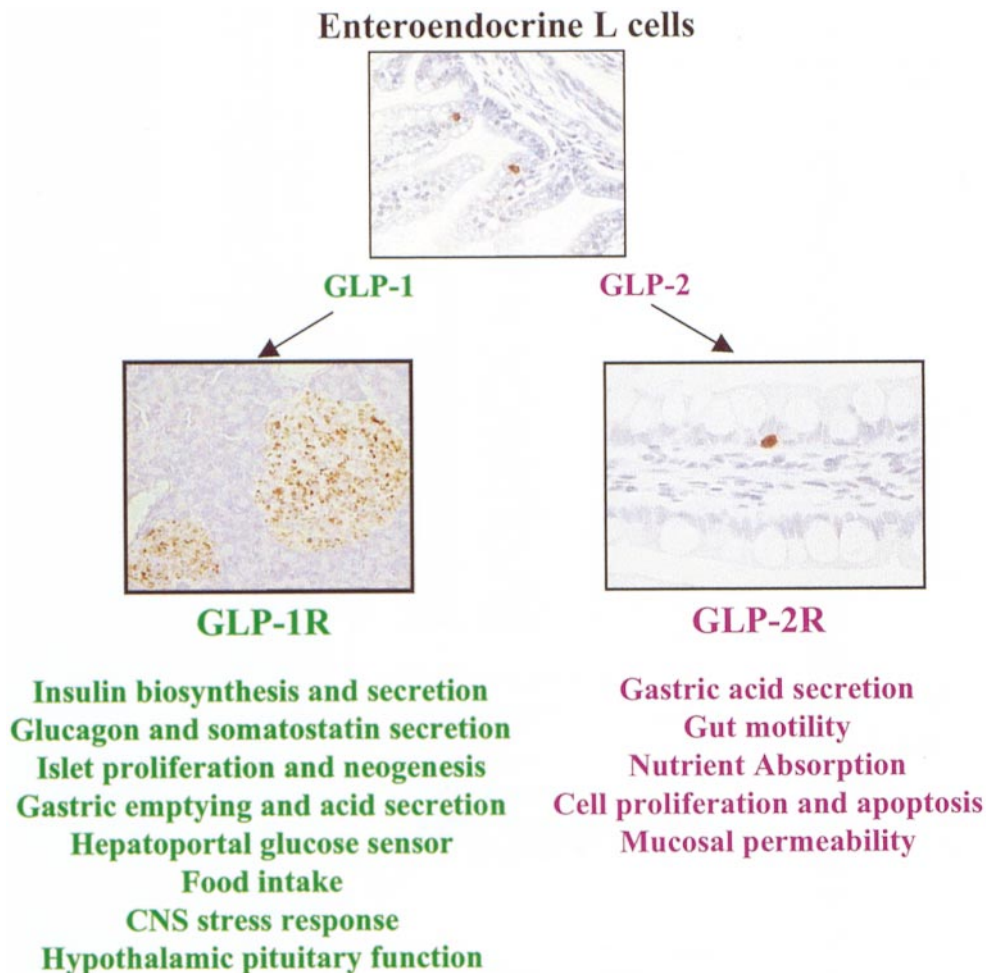 Enteroendocrine L cells
GLP-1
GLP-2
GLP-1R
Insulin biosynthesis and secretion
Glucagon and somatostatin secretion
Islet proliferation and neogenesis
Gastric emptying and acid secretion
Hepatoportal glucose sensor
Food intake
CNS stress response
Hypothalamic pituitary function
GLP-2R
Gastric acid secretion
Gut motility
Nutrient Absorption
Cell proliferation and apoptosis
Mucosal permeability